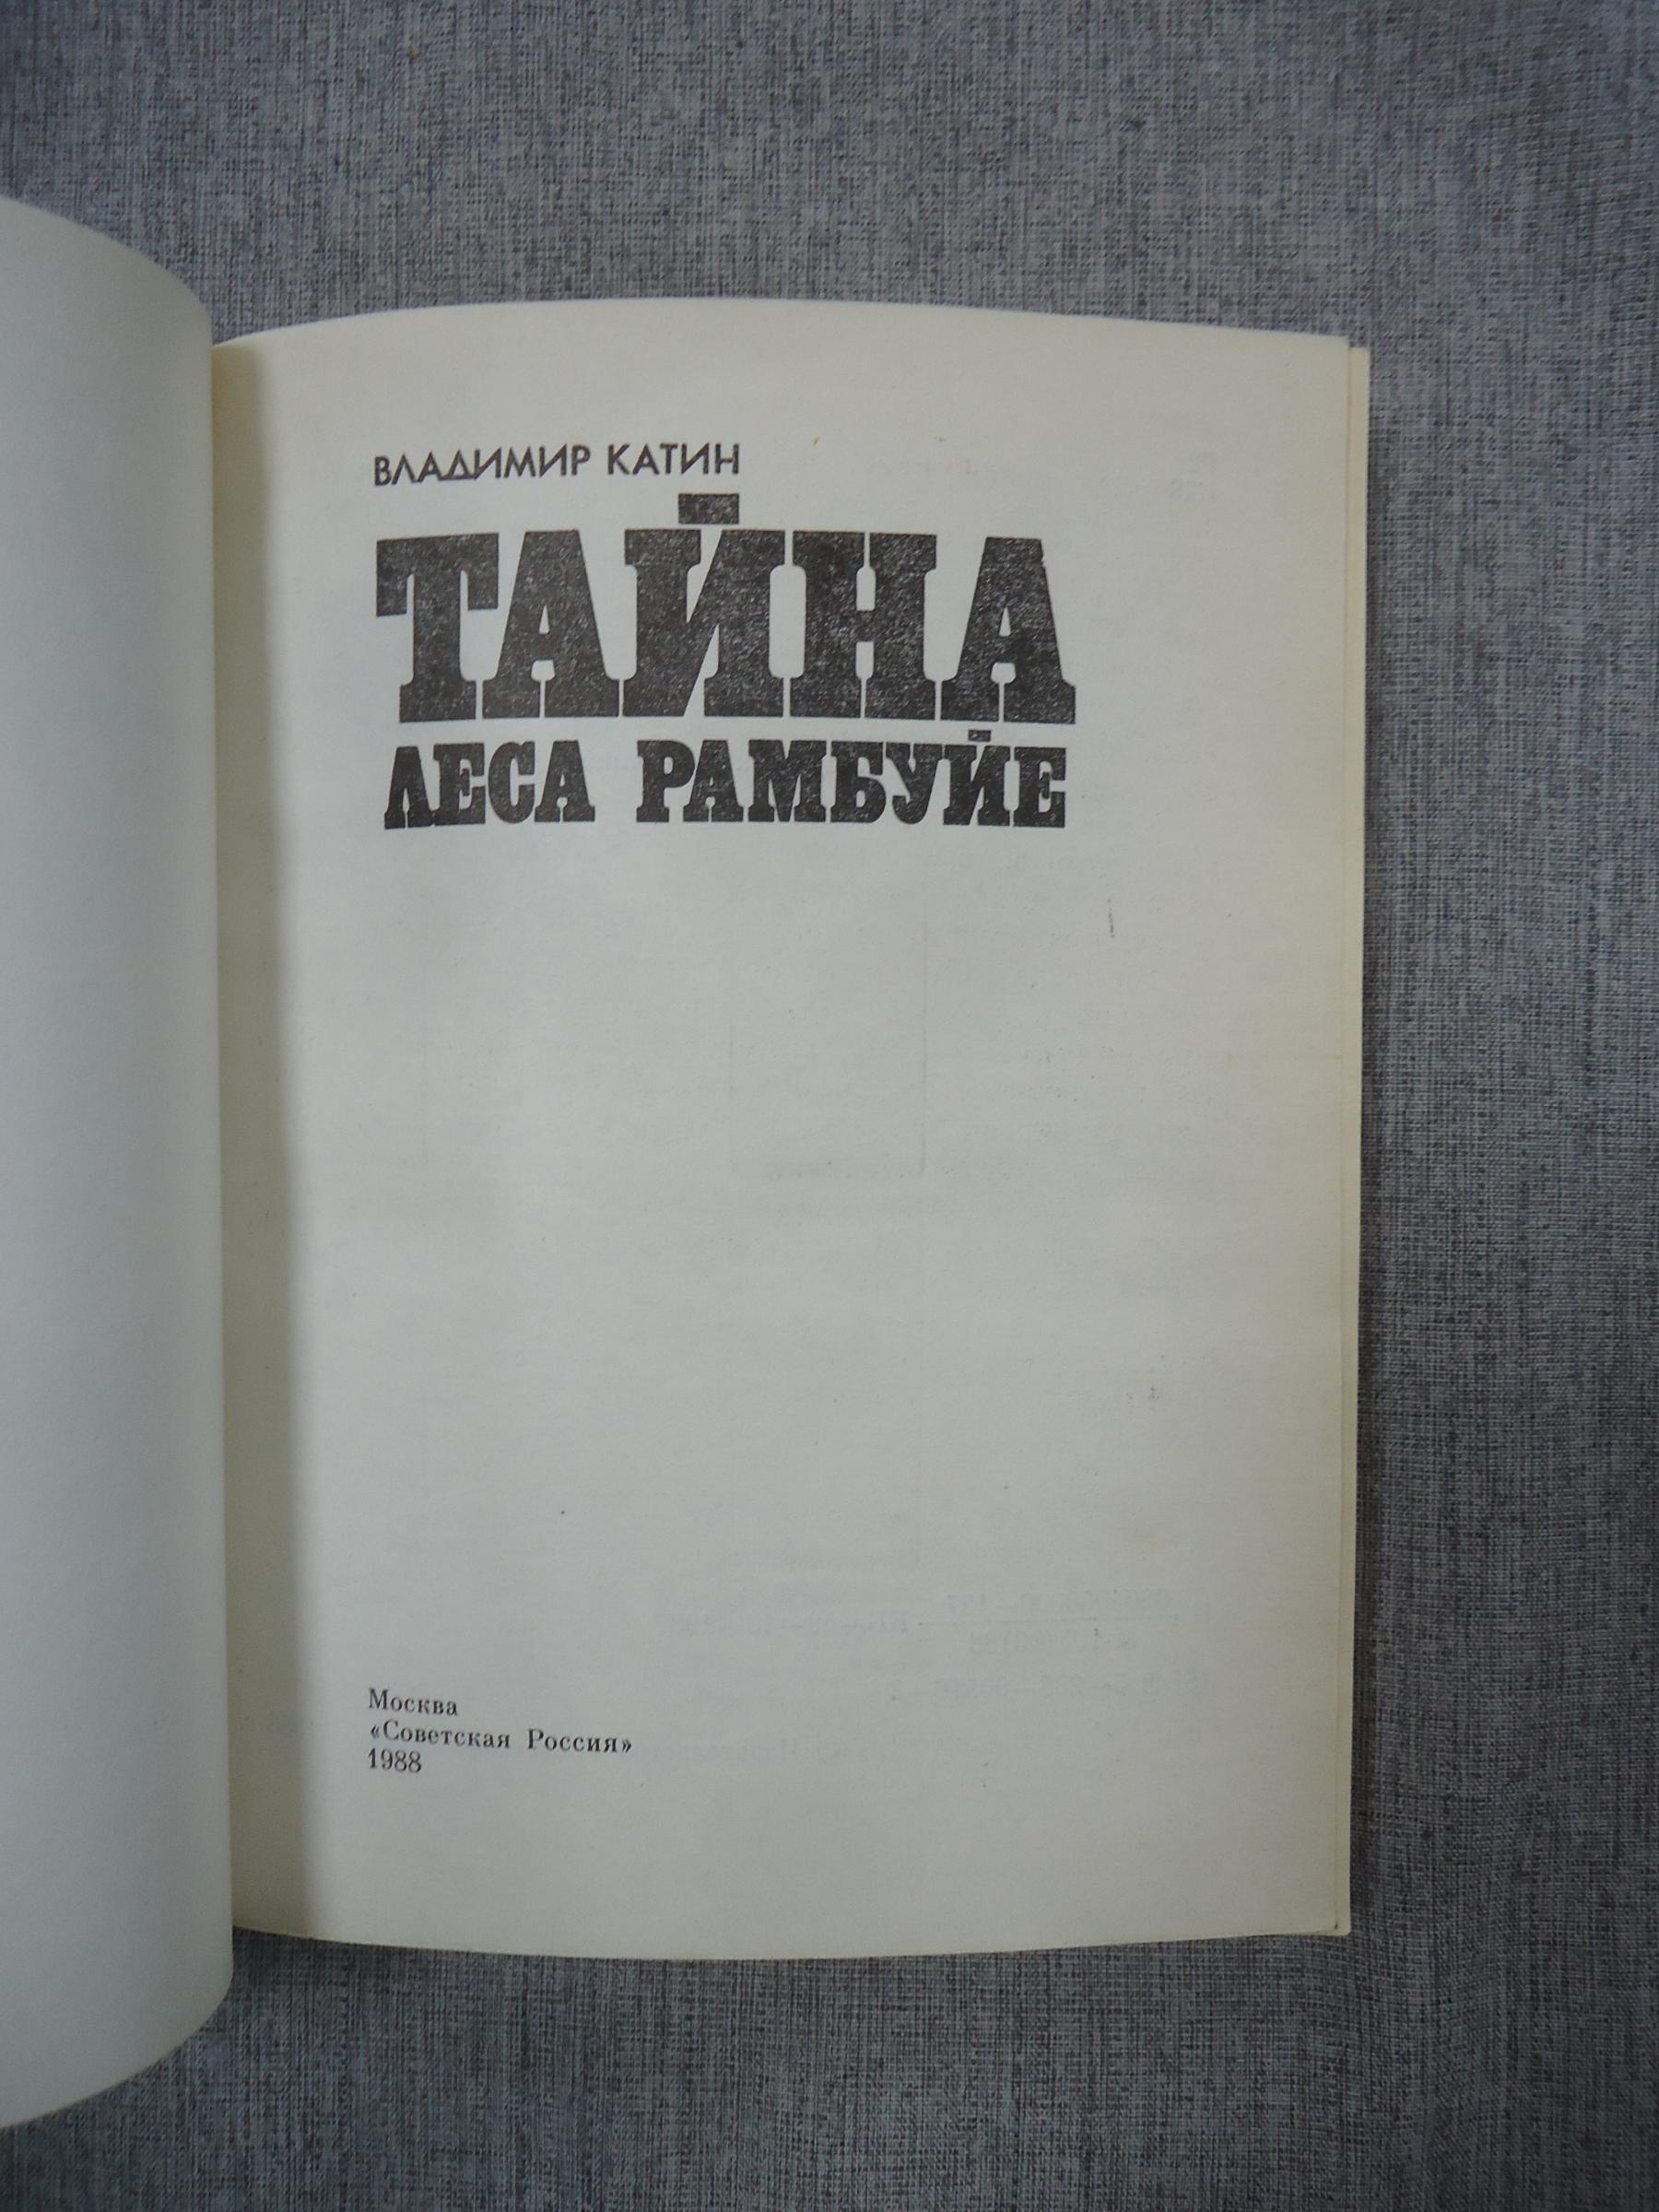 ВЛАДИМИР КАТИН
ТАЙНА
ЛЕСА РАМБУЙЕ
Москва
«Советская Россия»
1988